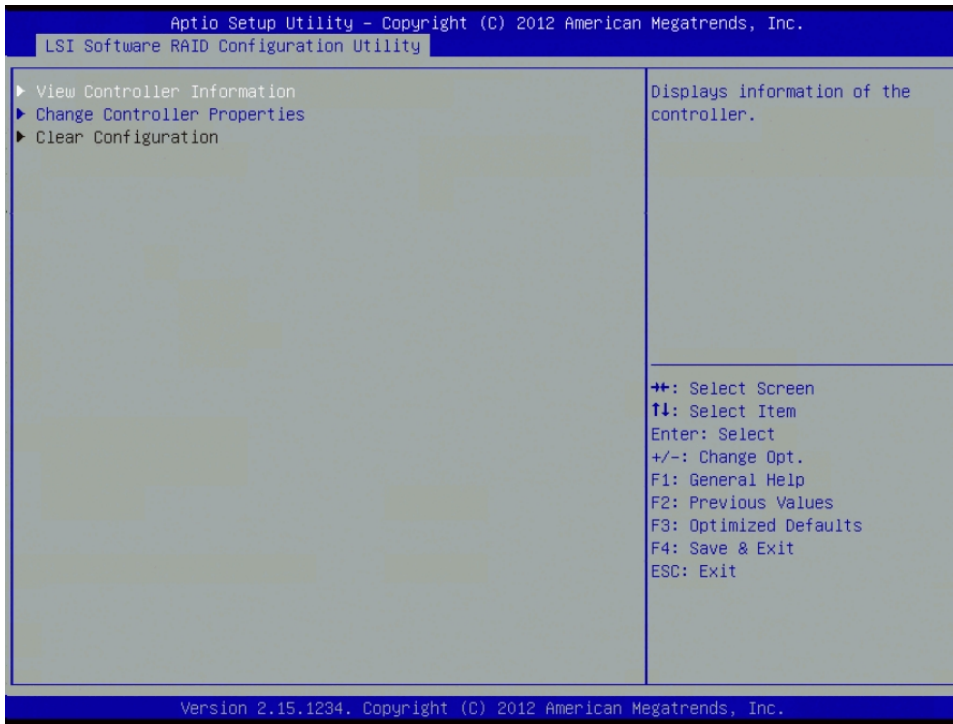 Aptio Setup Utility – Copyright (C) 2012 American Megatrends, Inc.
LSI Software RAID Configuration Utility
▶ View Controller Information
▶ Change Controller Properties
▶ Clear Configuration
Displays information of the
controller.
→←: Select Screen
↑↓: Select Item
Enter: Select
+/-: Change Opt.
F1: General Help
F2: Previous Values
F3: Optimized Defaults
F4: Save & Exit
ESC: Exit
Version 2.15.1234. Copyright (C) 2012 American Megatrends, Inc.